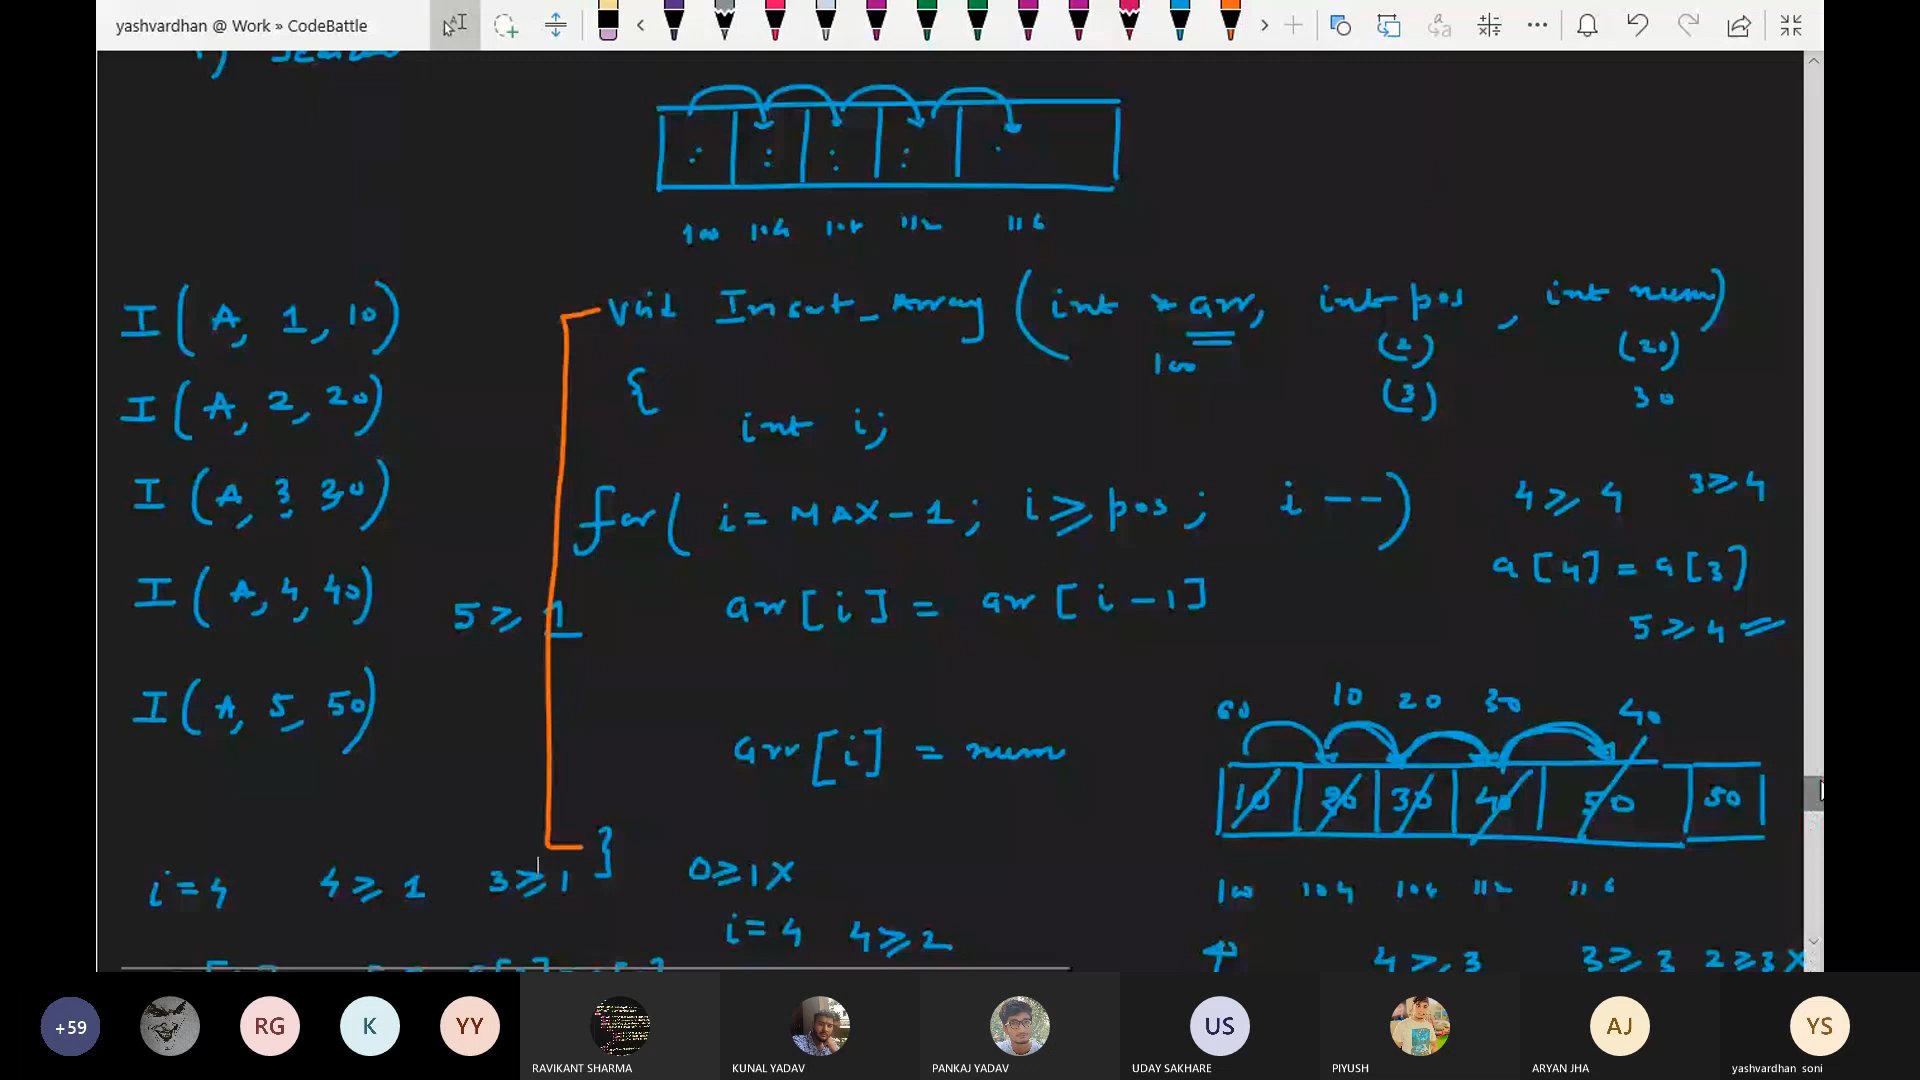 yashvardhan @ Work » CodeBattle
100 104 108 112 116
I(A, 1, 10)
void Insert_Array (int *arr, int pos, int num)
100 (2) (20)
I(A, 2, 20)
{
(3) 30
int i;
I(A, 3 30)
for( i= MAX-1; i≥pos; i--)
4≥4 3≥4
a[4] = a[3]
I(A, 4, 40)
5≥1
arr[i] = arr[i-1]
5≥4
I(A, 5, 50)
60 10 20 30 40
arr[i] = num
10 20 30 40 50 50
}
i=4 4≥1 3≥1 0≥1 X
100 104 108 112 116
i=4 4≥2
4≥3 3≥3 2≥3X
+59
RG
K
YY
RAVIKANT SHARMA
KUNAL YADAV
PANKAJ YADAV
US
UDAY SAKHARE
PIYUSH
AJ
ARYAN JHA
YS
yashvardhan soni